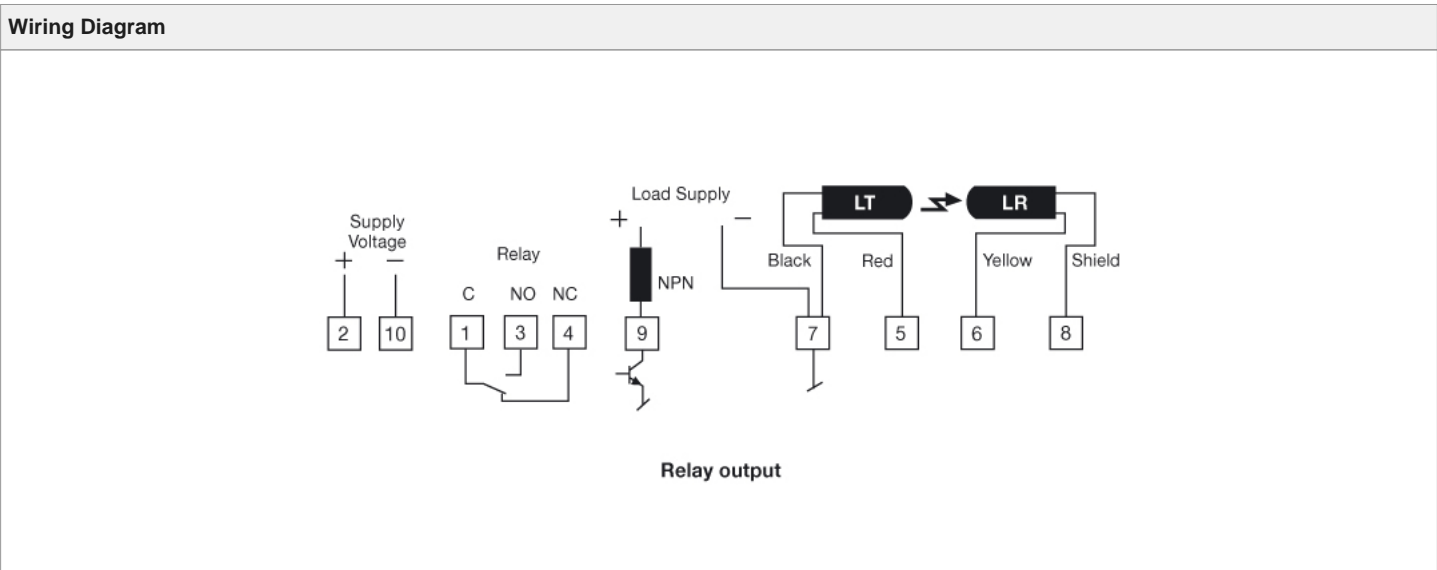 Wiring Diagram
Supply
Voltage
+ −
2 10
Relay
C NO NC
1 3 4
Load Supply
+ −
NPN
9
LT LR
Black Red Yellow Shield
7 5 6 8
Relay output